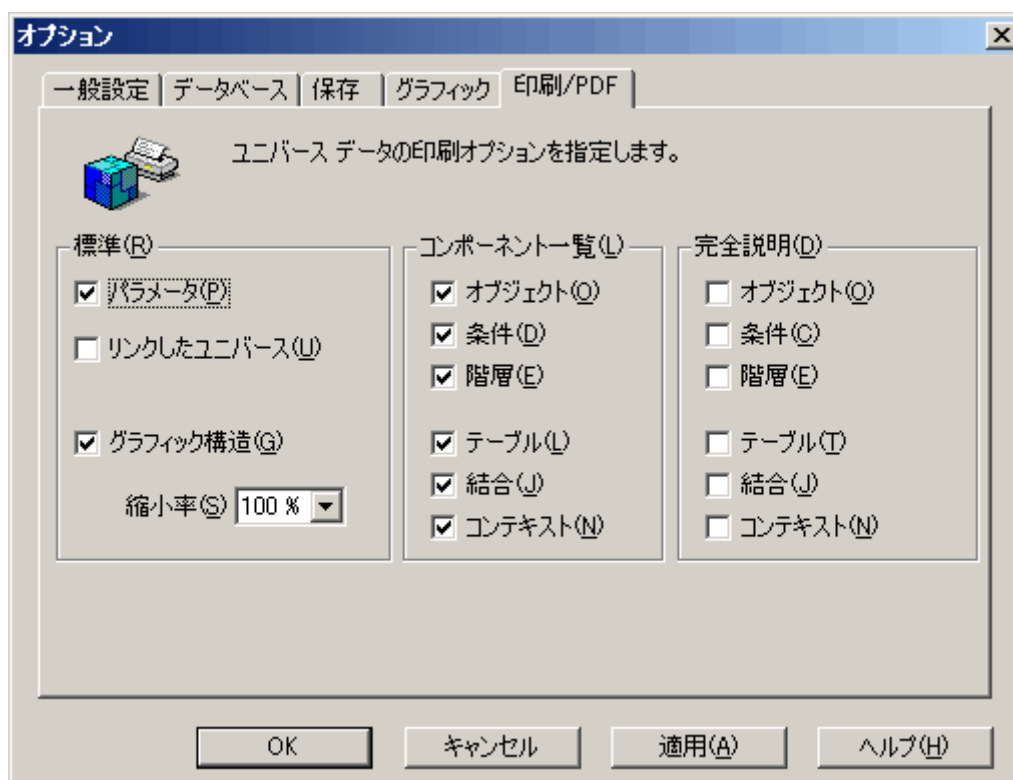 オプション
一般設定 データベース 保存 グラフィック 印刷/PDF
ユニバース データの印刷オプションを指定します。
標準(R)
パラメータ(P)
リンクしたユニバース(U)
グラフィック構造(G)
縮小率(S) 100 %
コンポーネント一覧(L)
オブジェクト(O)
条件(D)
階層(E)
テーブル(L)
結合(J)
コンテキスト(N)
完全説明(D)
オブジェクト(O)
条件(C)
階層(E)
テーブル(T)
結合(J)
コンテキスト(N)
OK キャンセル 適用(A) ヘルプ(H)